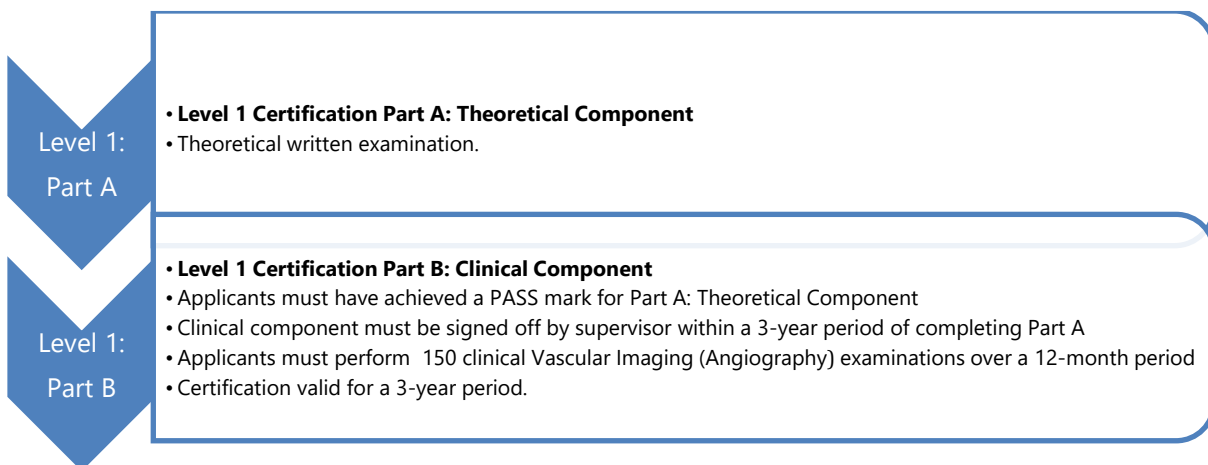 Level 1:
Part A
• Level 1 Certification Part A: Theoretical Component
• Theoretical written examination.
Level 1:
Part B
• Level 1 Certification Part B: Clinical Component
• Applicants must have achieved a PASS mark for Part A: Theoretical Component
• Clinical component must be signed off by supervisor within a 3-year period of completing Part A
• Applicants must perform  150 clinical Vascular Imaging (Angiography) examinations over a 12-month period
• Certification valid for a 3-year period.